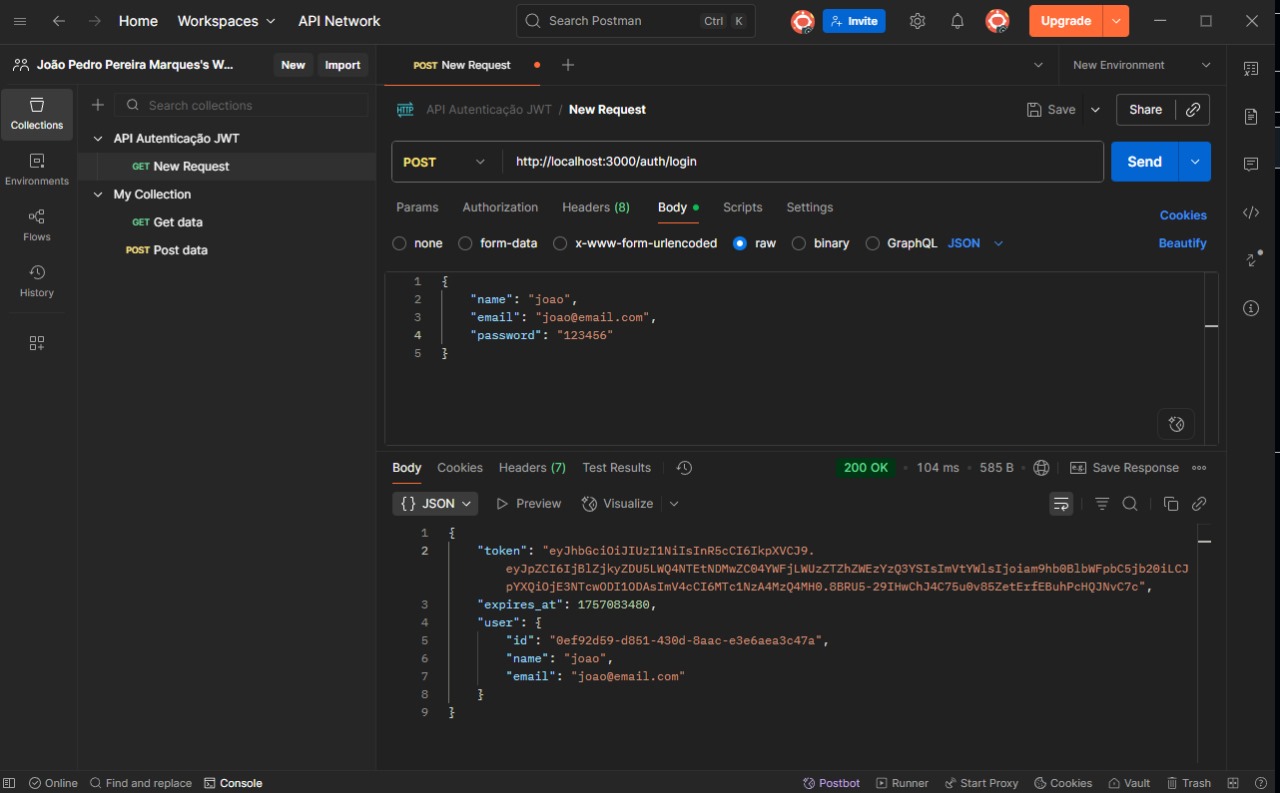 Home Workspaces API Network Search Postman Ctrl K Invite Upgrade
João Pedro Pereira Marques's W... New Import
POST New Request New Environment
Search collections
Collections
API Autenticação JWT
GET New Request
My Collection
GET Get data
POST Post data
Environments
Flows
History
HTTP API Autenticação JWT / New Request Save Share
POST http://localhost:3000/auth/login Send
Params Authorization Headers (8) Body Scripts Settings Cookies
none form-data x-www-form-urlencoded raw binary GraphQL JSON Beautify
1 {
2 "name": "joao",
3 "email": "joao@email.com",
4 "password": "123456"
5 }
Body Cookies Headers (7) Test Results 200 OK 104 ms 585 B Save Response
{} JSON Preview Visualize
1 {
2 "token": "eyJhbGciOiJIUzI1NiIsInR5cCI6IkpXVCJ9.
eyJpZCI6IjBlZjkyZDU5LWQ4NTEtNDMwZC04YWFjLWUzZTZhZWEzYzQ3YSIsImVtYWlsIjoiam9hb0BlbWFpbC5jb20iLCJ
pYXQiOjE3NTcwODI1ODAsImV4cCI6MTc1NzA4MzQ4MH0.8BRU5-29IHwChJ4C75u0v85ZetErfEBuhPcHQJNvC7c",
3 "expires_at": 1757083480,
4 "user": {
5 "id": "0ef92d59-d851-430d-8aac-e3e6aea3c47a",
6 "name": "joao",
7 "email": "joao@email.com"
8 }
9 }
Online Find and replace Console Postbot Runner Start Proxy Cookies Vault Trash